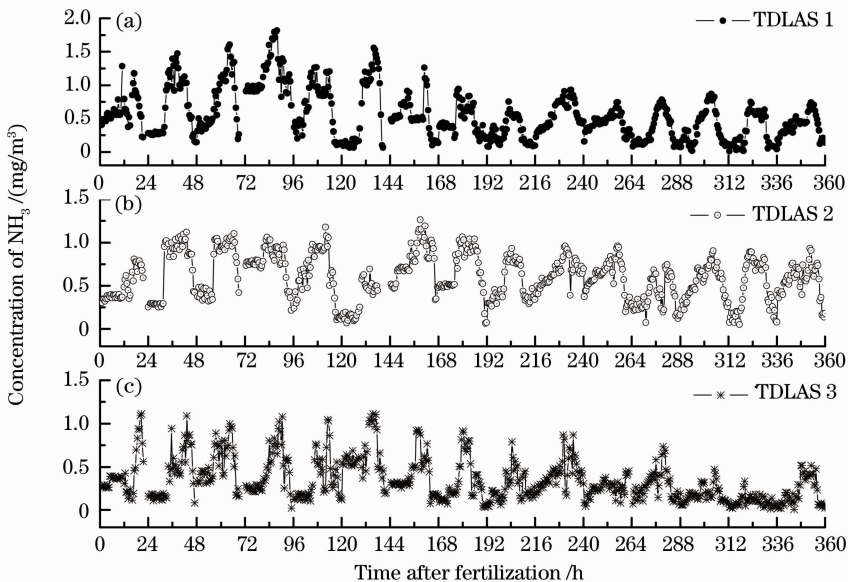 Concentration of NH3 /(mg/m³)
(a)
TDLAS 1
2.0
1.5
1.0
0.5
0
0 24 48 72 96 120 144 168 192 216 240 264 288 312 336 360
(b)
TDLAS 2
1.5
1.0
0.5
0
0 24 48 72 96 120 144 168 192 216 240 264 288 312 336 360
(c)
TDLAS 3
1.5
1.0
0.5
0
0 24 48 72 96 120 144 168 192 216 240 264 288 312 336 360
Time after fertilization /h